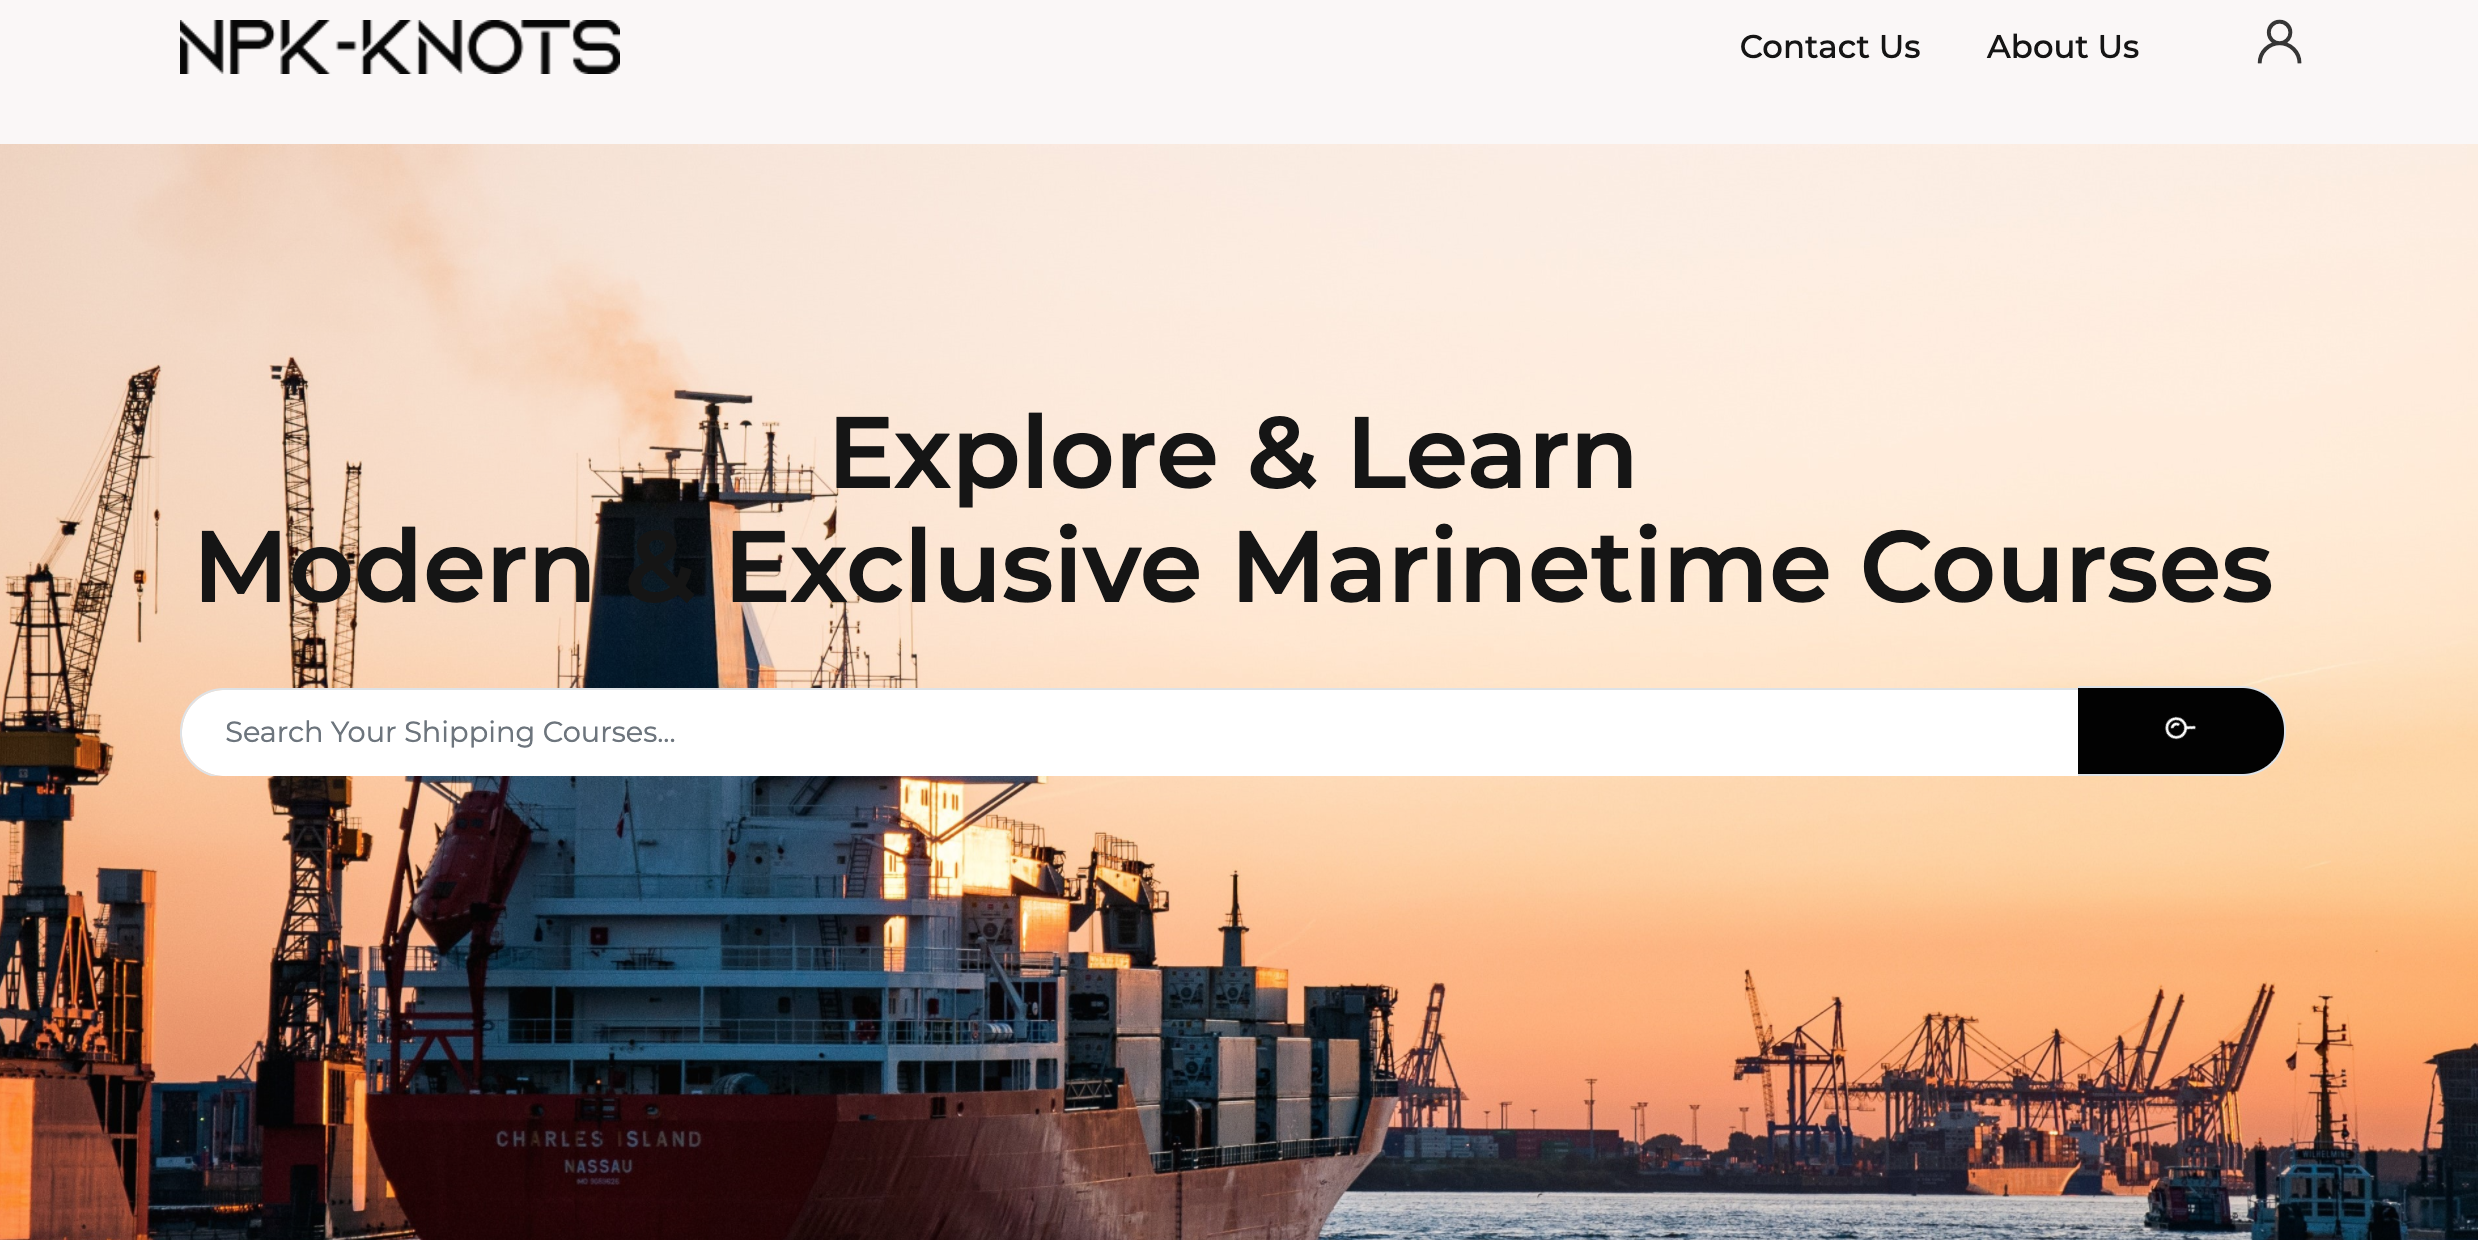 NPK-KNOTS
Contact Us
About Us
Explore & Learn
Modern & Exclusive Marinetime Courses
Search Your Shipping Courses...
CHARLES ISLAND
NASSAU
WILHELMINE